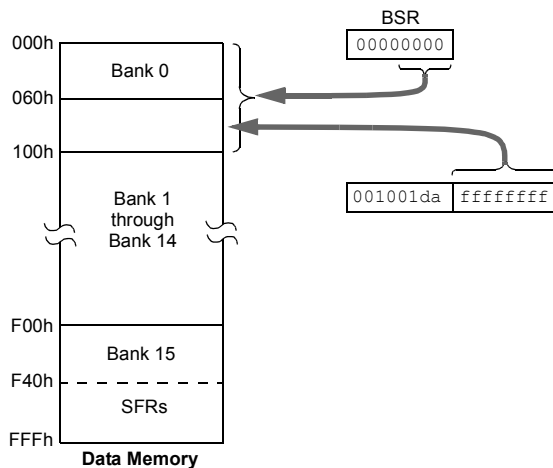 BSR
000h
00000000
Bank 0
060h
100h
001001da ffffffff
Bank 1
through
Bank 14
F00h
Bank 15
F40h
SFRs
FFFh
Data Memory